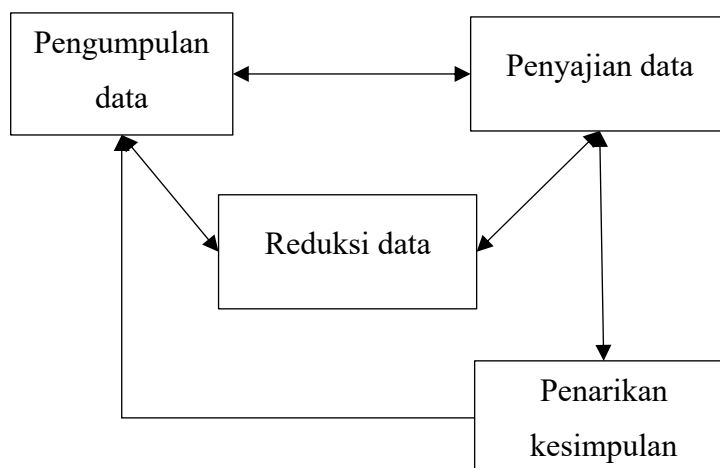 Pengumpulan
data
Penyajian data
Reduksi data
Penarikan
kesimpulan